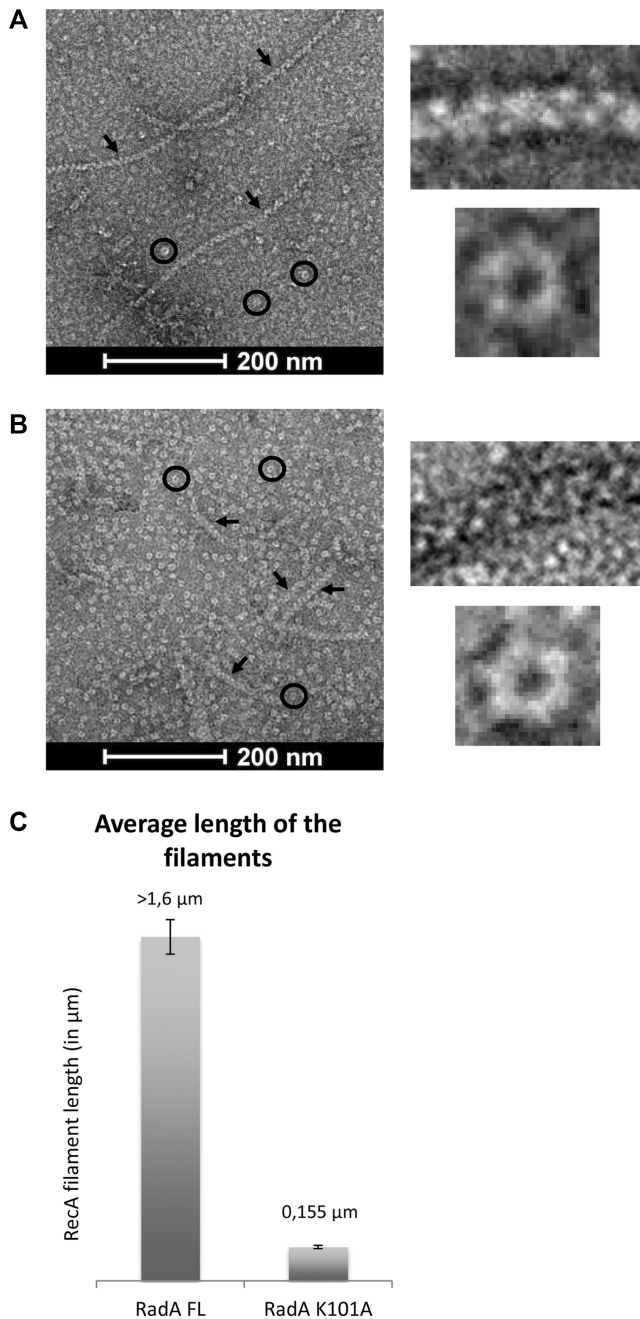 A
200 nm
B
200 nm
C
Average length of the
filaments
>1,6 μm
RecA filament length (in μm)
0,155 μm
RadA FL
RadA K101A